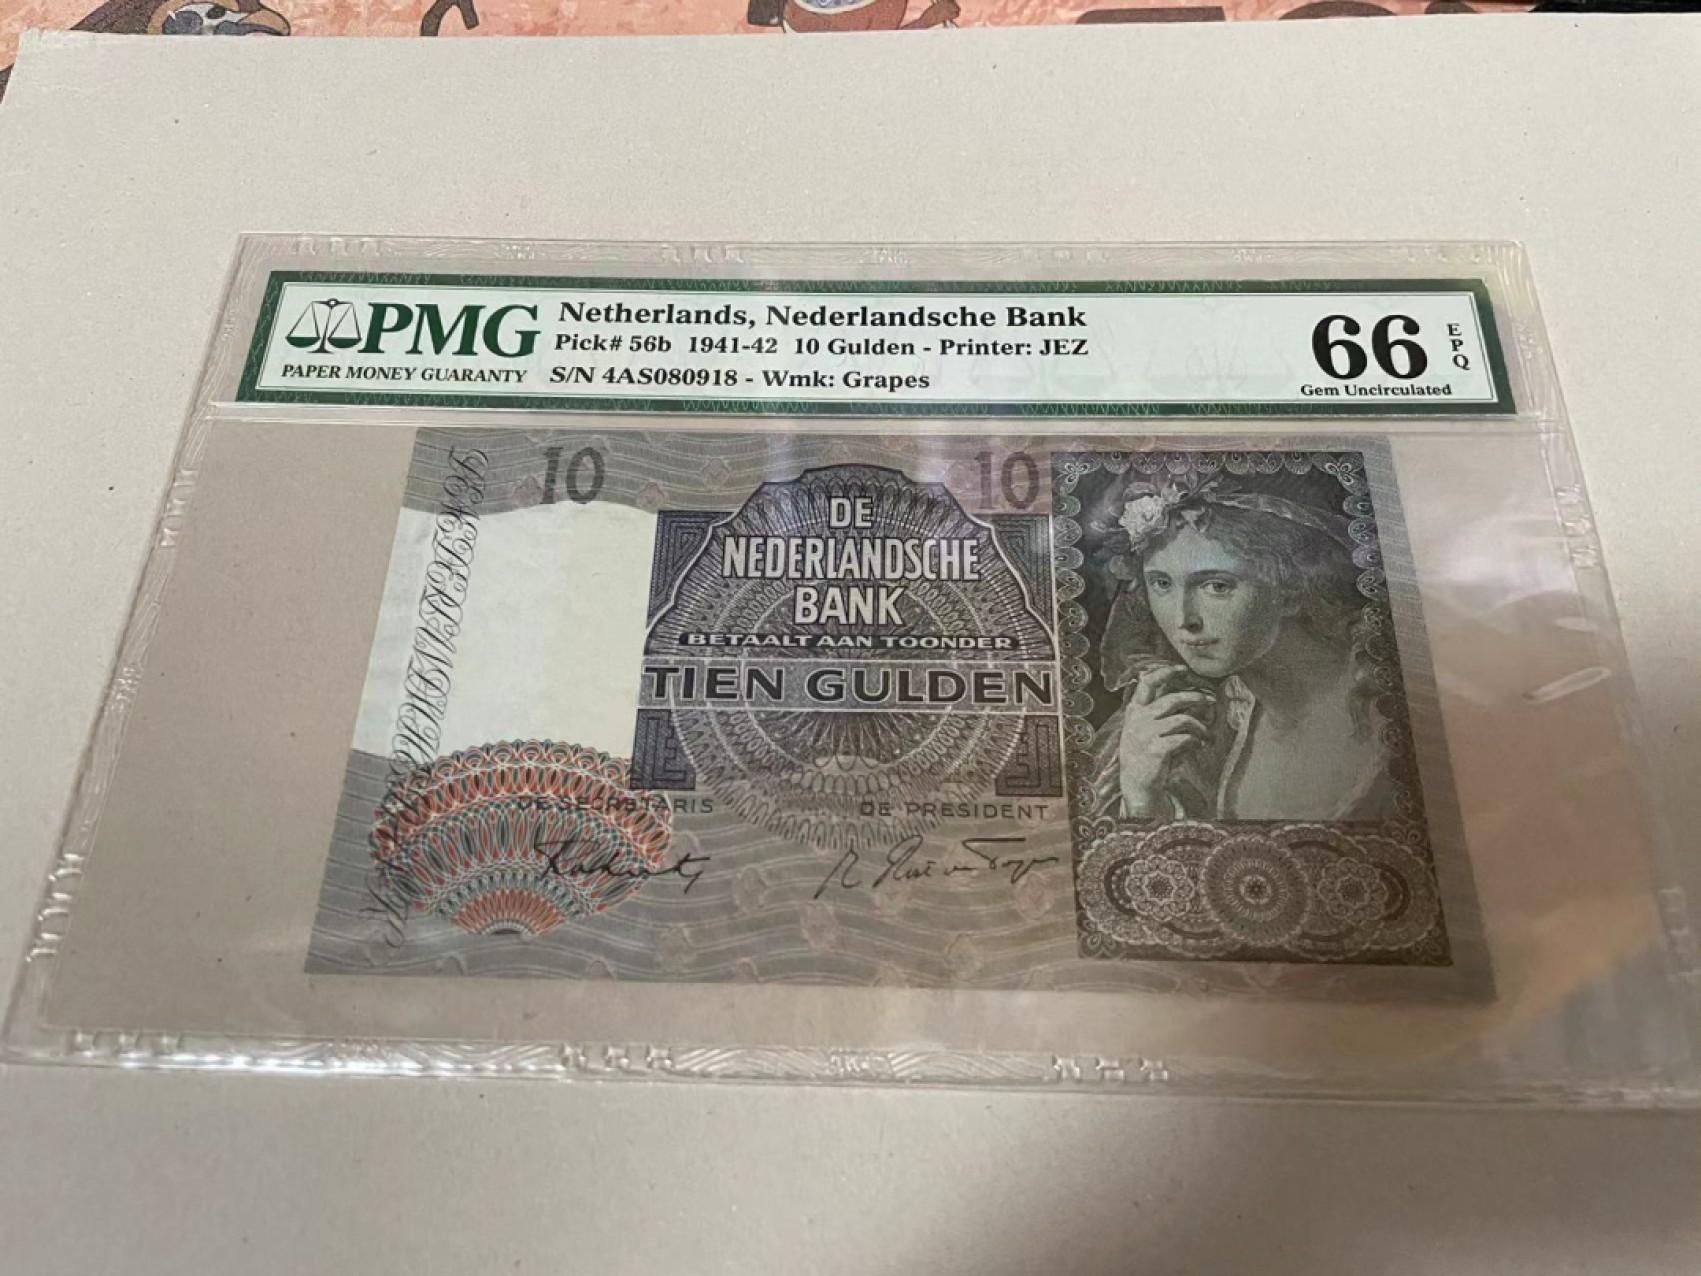 PMG
PAPER MONEY GUARANTY
Netherlands, Nederlandsche Bank
Pick# 56b 1941-42 10 Gulden - Printer: JEZ
S/N 4AS080918 - Wmk: Grapes
66 EPQ
Gem Uncirculated
10
10
DE
NEDERLANDSCHE
BANK
BETAALT AAN TOONDER
TIEN GULDEN
DE SECRETARIS
DE PRESIDENT